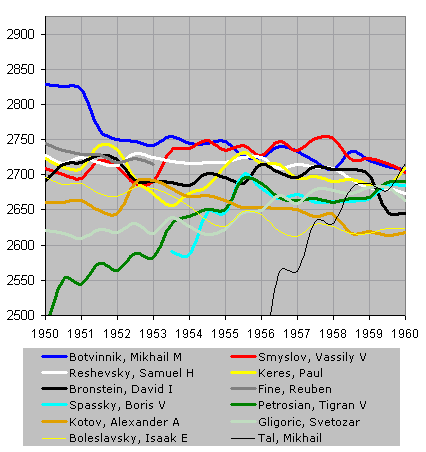 2900
2850
2800
2750
2700
2650
2600
2550
2500
1950 1951 1952 1953 1954 1955 1956 1957 1958 1959 1960
Botvinnik, Mikhail M Smyslov, Vassily V
Reshevsky, Samuel H Keres, Paul
Bronstein, David I Fine, Reuben
Spassky, Boris V Petrosian, Tigran V
Kotov, Alexander A Gligoric, Svetozar
Boleslavsky, Isaak E Tal, Mikhail